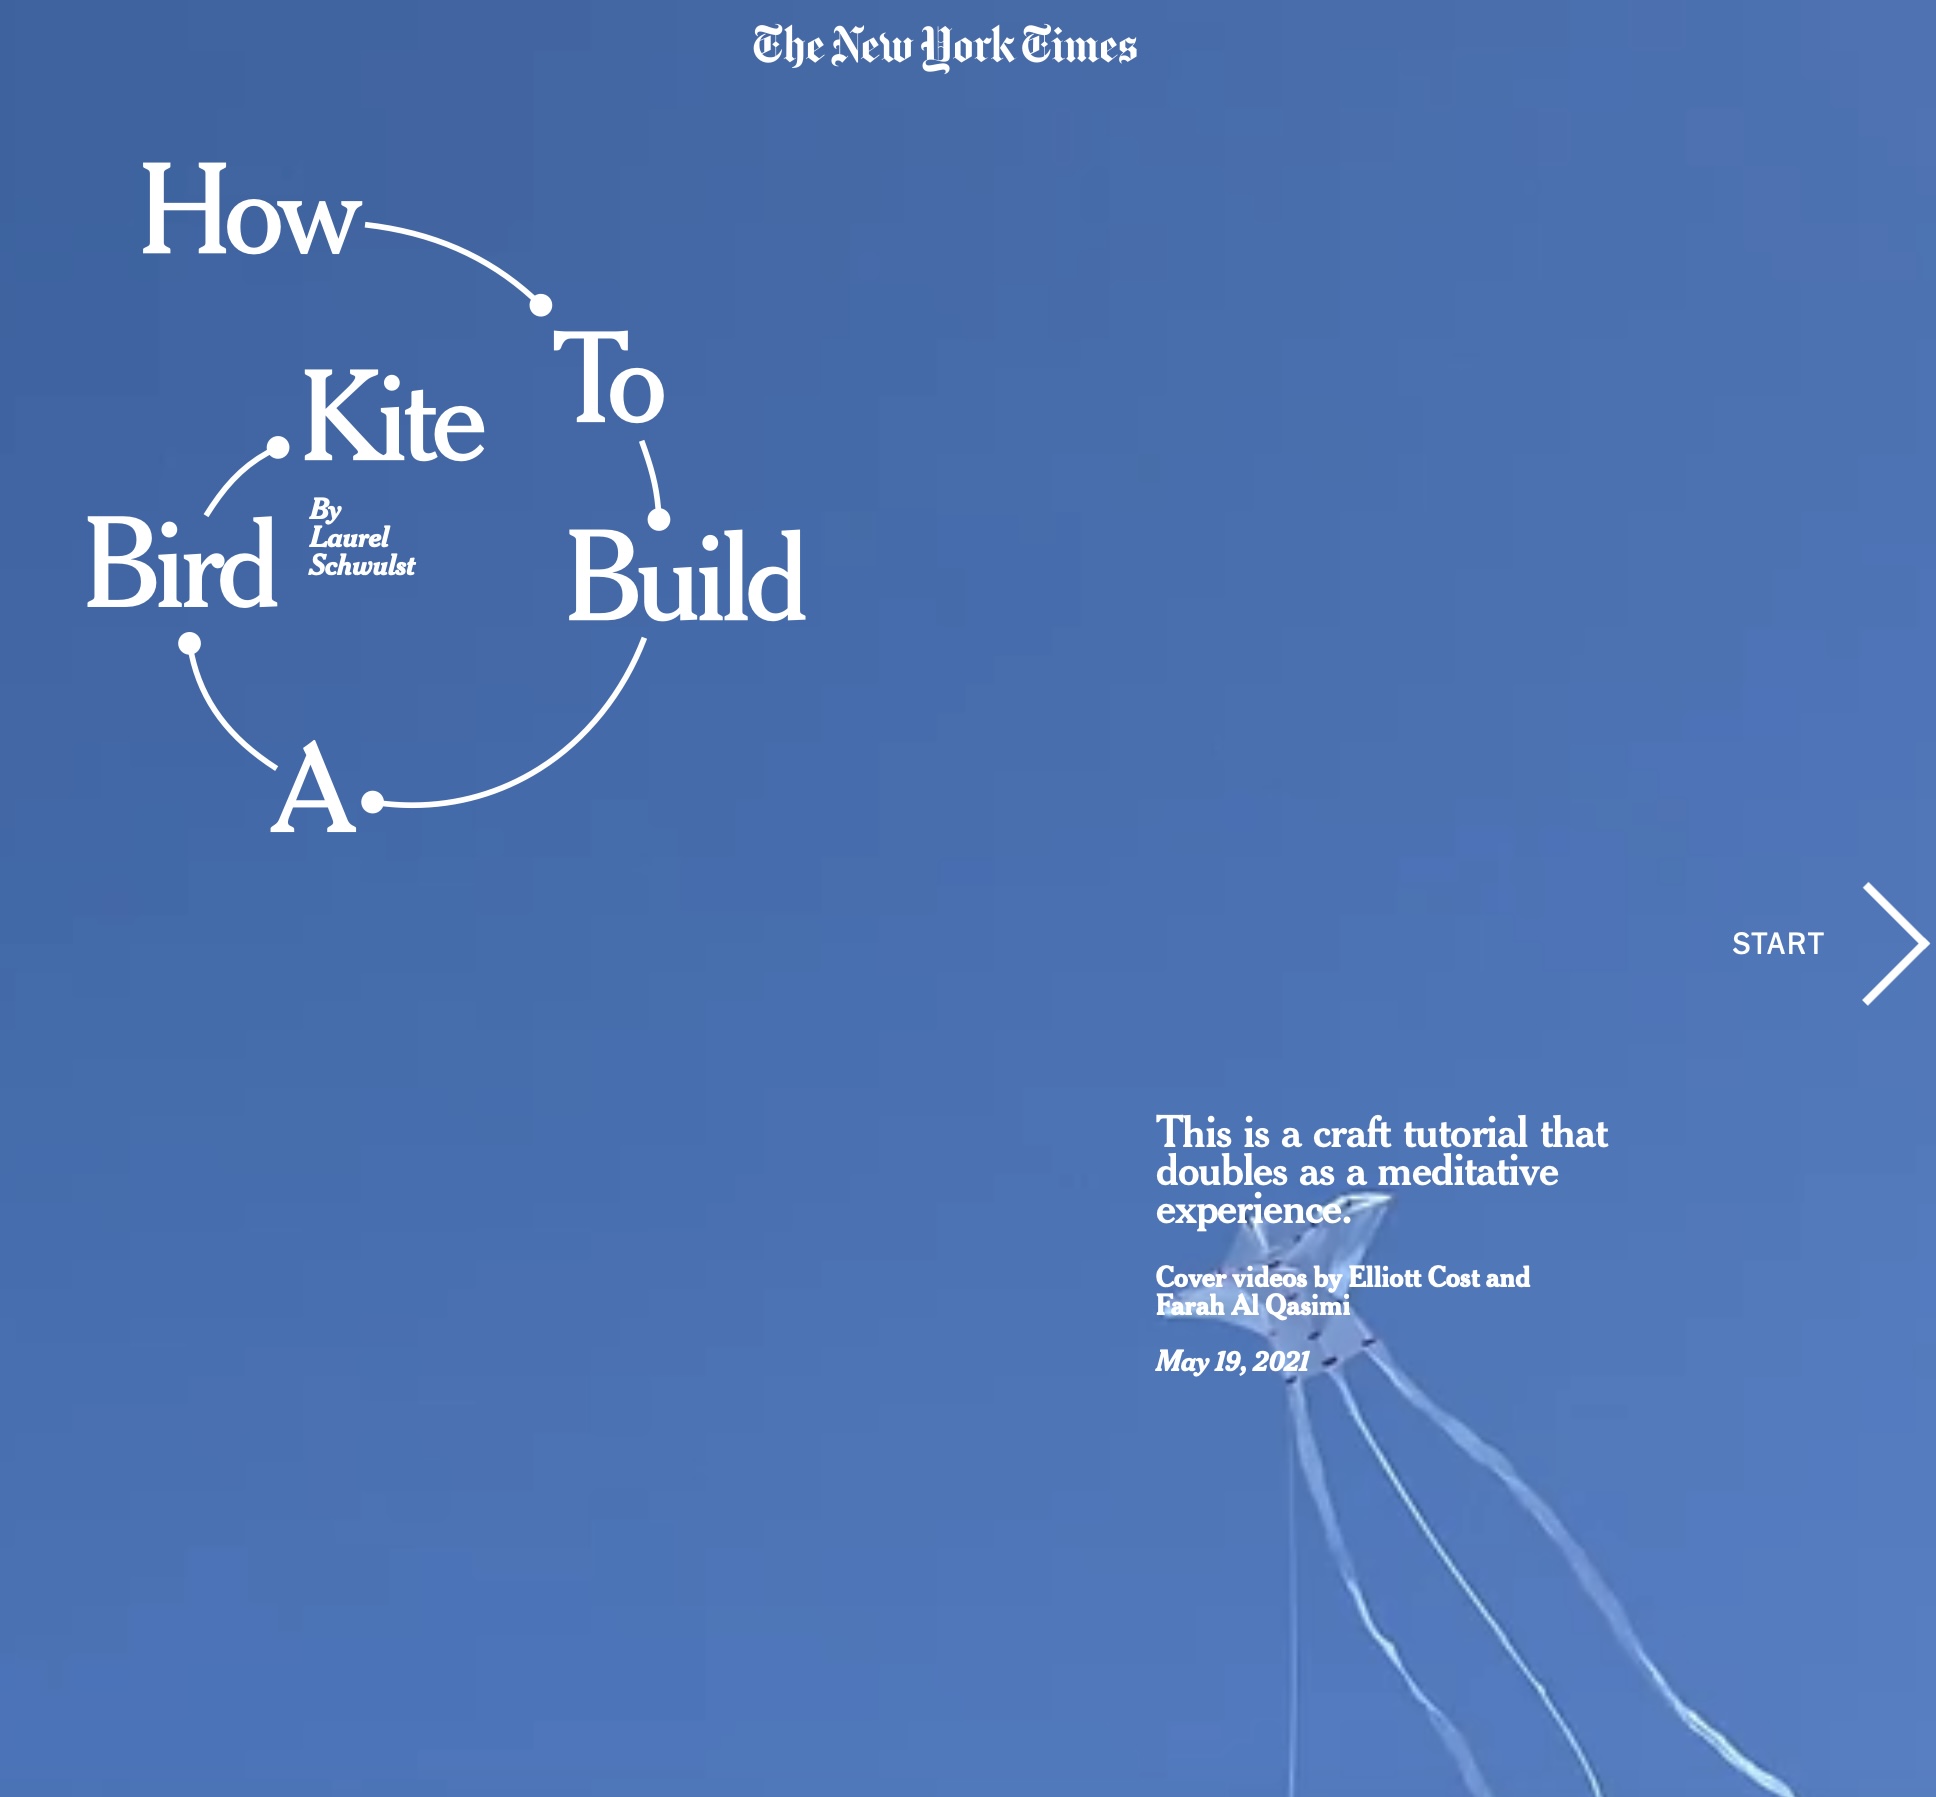 The New York Times
How
To
Build
A
Bird
Kite
By
Laurel
Schwulst
START
This is a craft tutorial that
doubles as a meditative
experience.
Cover videos by Elliott Cost and
Farah Al Qasimi
May 19, 2021